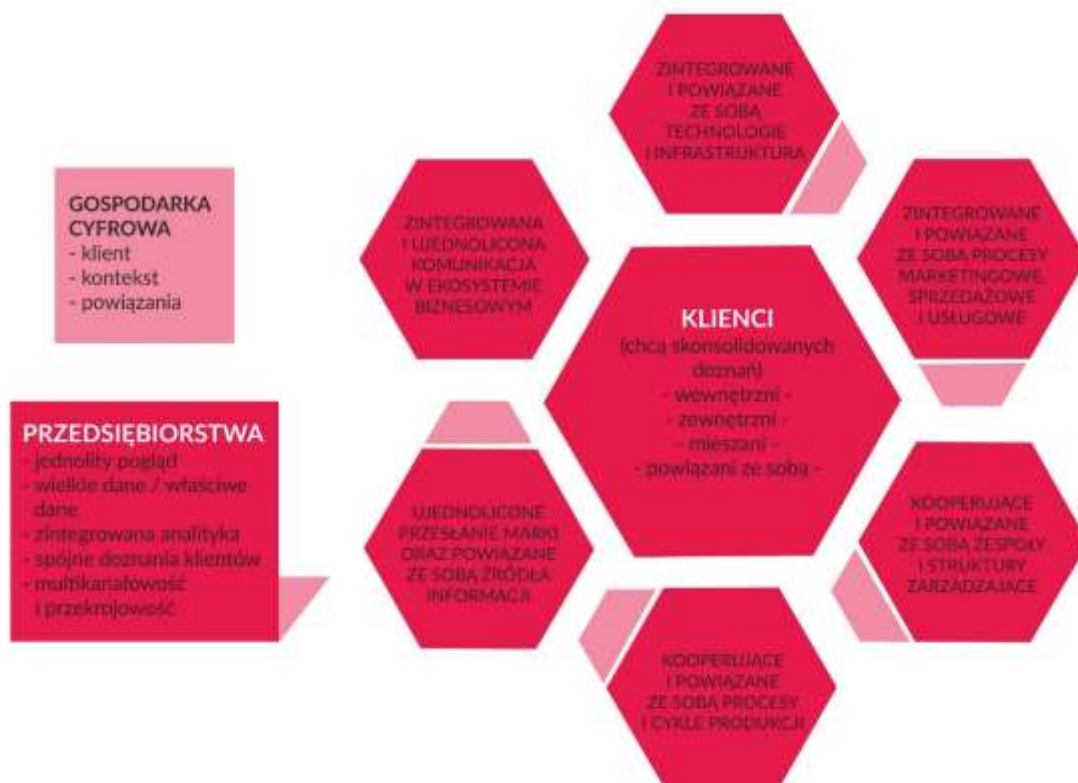 GOSPODARKA
CYFROWA
- klient
- kontekst
- powiązania
PRZEDSIĘBIORSTWA
- jednolity pogląd
- wielkie dane / właściwe
dane
- zintegrowana analityka
- spójne doznania klientów
- multikanałowość
i przekrojowość
ZINTEGROWANE
I POWIĄZANE
ZE SOBĄ
TECHNOLOGIE
I INFRASTRUKTURA
ZINTEGROWANA
I UJEDNOLICONA
KOMUNIKACJA
W EKOSYSTEMIE
BIZNESOWYM
ZINTEGROWANE
I POWIĄZANE
ZE SOBĄ PROCESY
MARKETINGOWE,
SPRZEDAŻOWE
I USŁUGOWE
KLIENCI
(chcą skonsolidowanych
doznań)
- wewnętrzni -
- zewnętrzni -
- mieszani -
- powiązani ze sobą -
UJEDNOLICONE
PRZESŁANIE MARKI
ORAZ POWIĄZANE
ZE SOBĄ ŹRÓDŁA
INFORMACJI
KOOPERUJĄCE
I POWIĄZANE
ZE SOBĄ ZESPOŁY
I STRUKTURY
ZARZĄDZAJĄCE
KOOPERUJĄCE
I POWIĄZANE
ZE SOBĄ PROCESY
I CYKLE PRODUKCJI